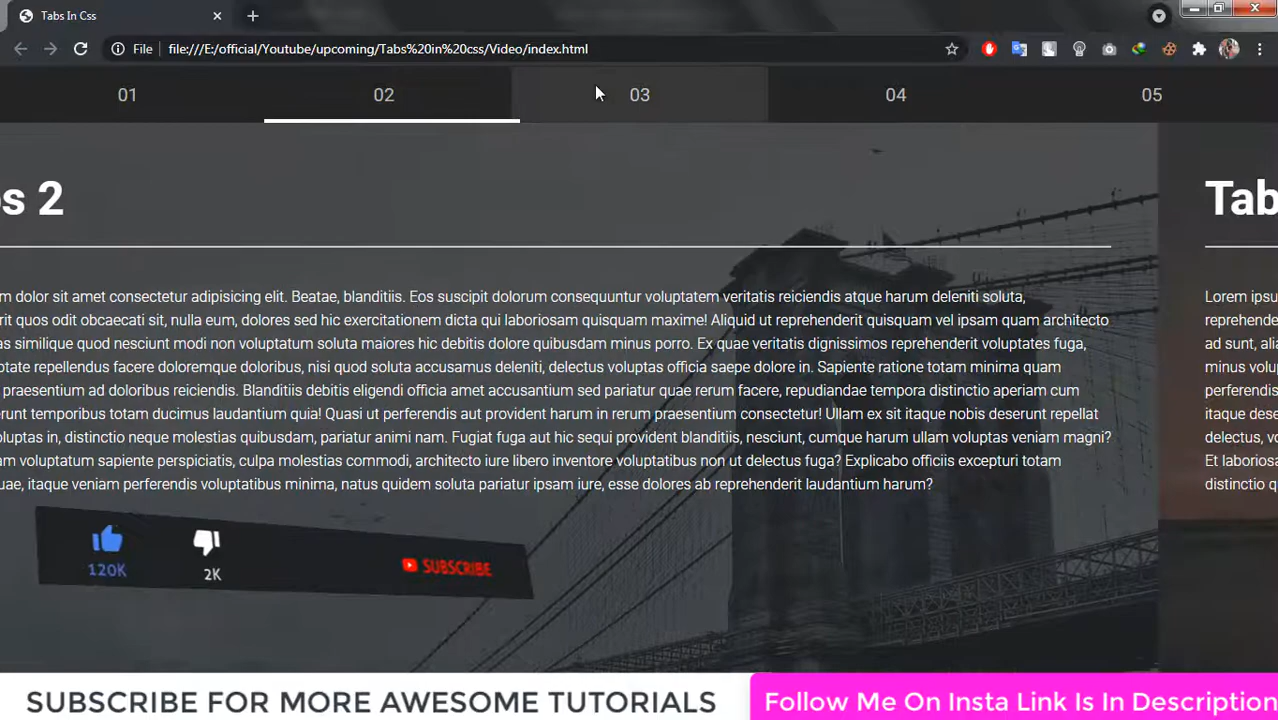 Tabs In Css
File
file:///E:/official/Youtube/upcoming/Tabs%20in%20css/Video/index.html
01 02 03 04 05
s 2
Tab
m dolor sit amet consectetur adipisicing elit. Beatae, blanditiis. Eos suscipit dolorum consequuntur voluptatem veritatis reiciendis atque harum deleniti soluta,
rit quos odit obcaecati sit, nulla eum, dolores sed hic exercitationem dicta qui laboriosam quisquam maxime! Aliquid ut reprehenderit quisquam vel ipsam quam architecto
as similique quod nesciunt modi non voluptatum soluta maiores hic debitis dolore quibusdam minus porro. Ex quae veritatis dignissimos reprehenderit voluptates fuga,
ptate repellendus facere doloremque doloribus, nisi quod soluta accusamus deleniti, delectus voluptas officia saepe dolore in. Sapiente ratione totam minima quam
praesentium ad doloribus reiciendis. Blanditiis debitis eligendi officia amet accusantium sed pariatur quae rerum facere, repudiandae tempora distinctio aperiam cum
erunt temporibus totam ducimus laudantium quia! Quasi ut perferendis aut provident harum in rerum praesentium consectetur! Ullam ex sit itaque nobis deserunt repellat
oluptas in, distinctio neque molestias quibusdam, pariatur animi nam. Fugiat fuga aut hic sequi provident blanditiis, nesciunt, cumque harum ullam voluptas veniam magni?
am voluptatum sapiente perspiciatis, culpa molestias commodi, architecto iure libero inventore voluptatibus non ut delectus fuga? Explicabo officiis excepturi totam
uae, itaque veniam perferendis voluptatibus minima, natus quidem soluta pariatur ipsam iure, esse dolores ab reprehenderit laudantium harum?
Lorem ipsu
reprehende
ad sunt, alia
minus volu
perferendis
itaque dese
delectus, vo
Et laboriosa
distinctio q
120K
2K
SUBSCRIBE
SUBSCRIBE FOR MORE AWESOME TUTORIALS
Follow Me On Insta Link Is In Description